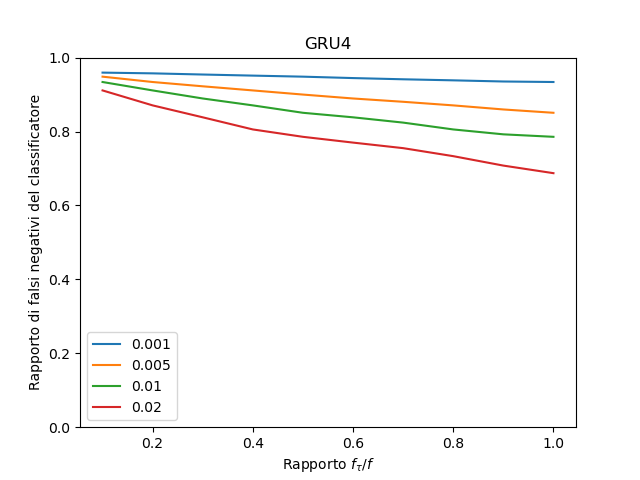 GRU4
Rapporto di falsi negativi del classificatore
1.0
0.8
0.6
0.4
0.2
0.0
0.001
0.005
0.01
0.02
0.2 0.4 0.6 0.8 1.0
Rapporto $f_\tau/f$